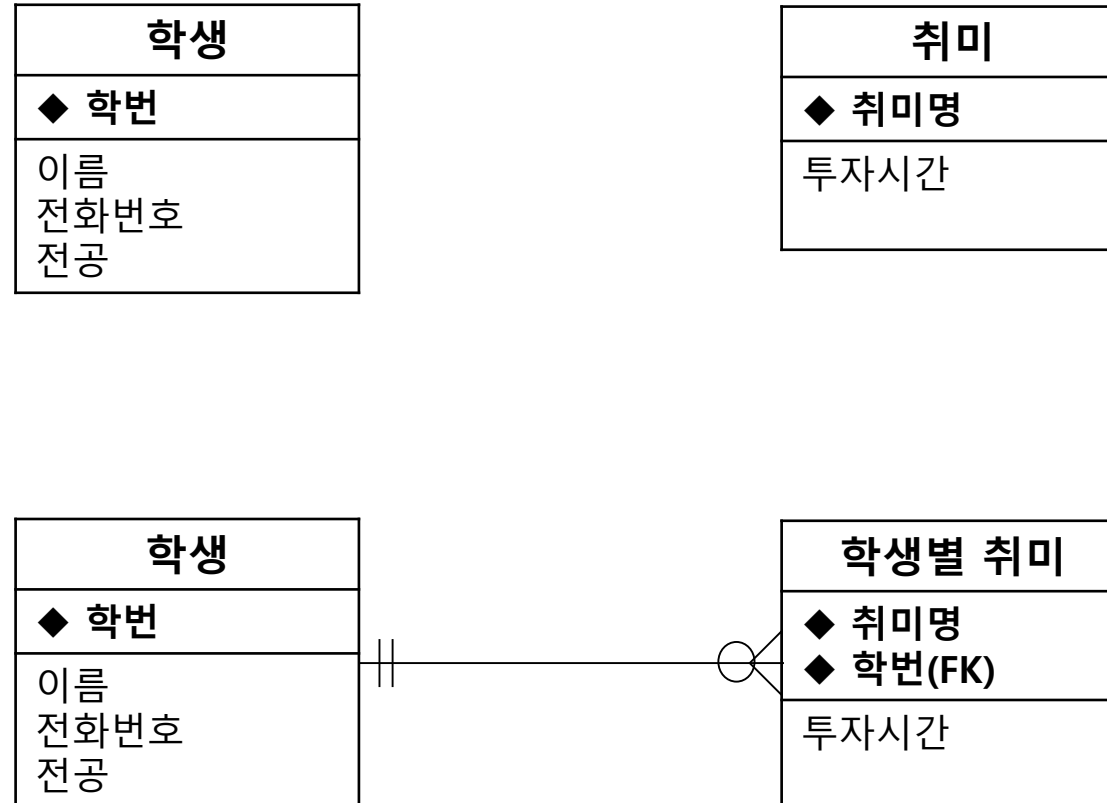 학생
◆ 학번
이름
전화번호
전공
취미
◆ 취미명
투자시간
학생
◆ 학번
이름
전화번호
전공
학생별 취미
◆ 취미명
◆ 학번(FK)
투자시간